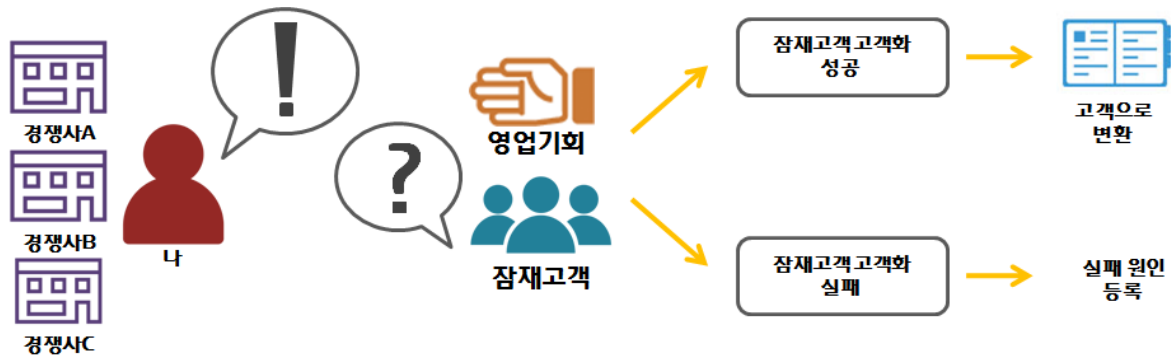 경쟁사A
경쟁사B
경쟁사C
나
!
?
영업기회
잠재고객
잠재고객고객화
성공
고객으로
변환
잠재고객고객화
실패
실패 원인
등록